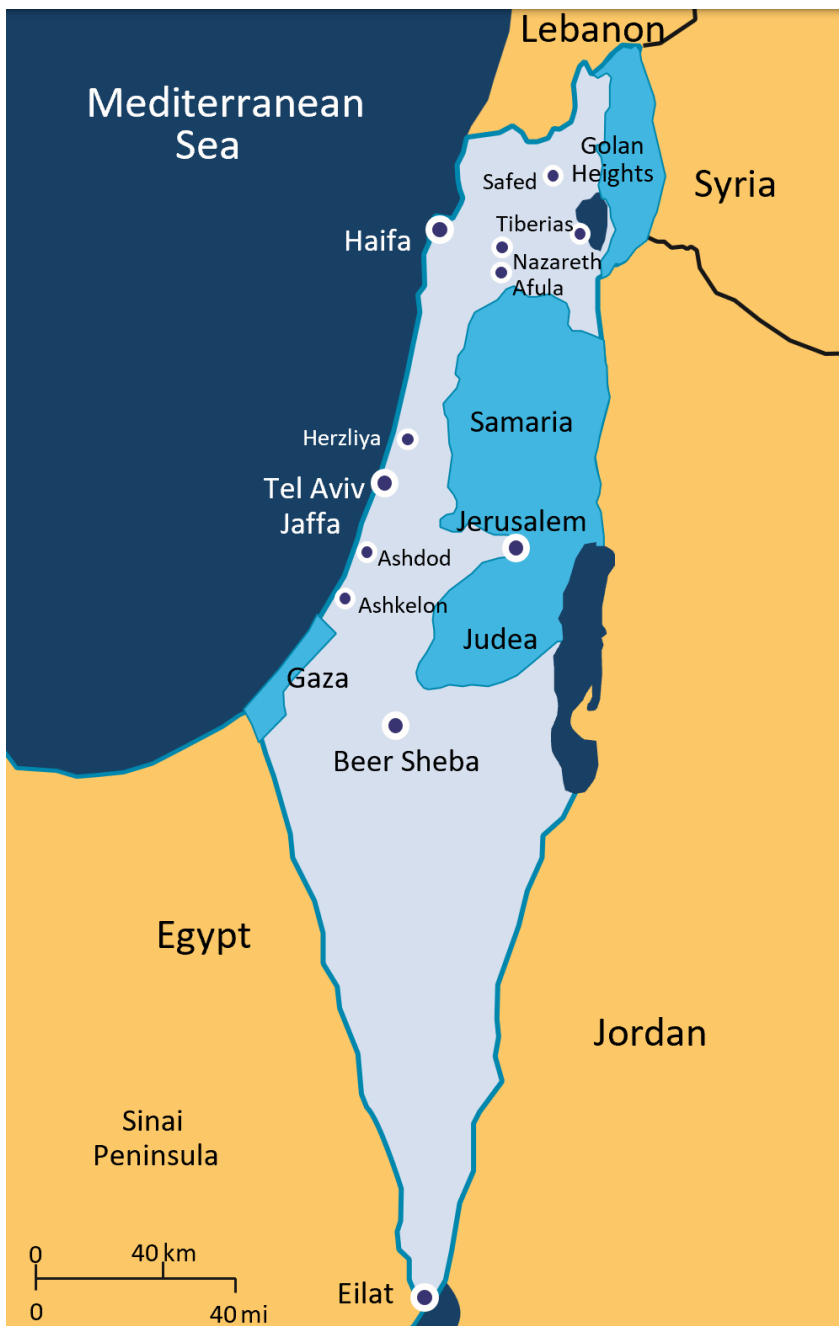 Lebanon
Mediterranean
Sea
Golan
Heights
Safed
Syria
Tiberias
Haifa
Nazareth
Afula
Samaria
Herzliya
Tel Aviv
Jaffa
Jerusalem
Ashdod
Ashkelon
Judea
Gaza
Beer Sheba
Egypt
Jordan
Sinai
Peninsula
0 40 km
0 40 mi
Eilat